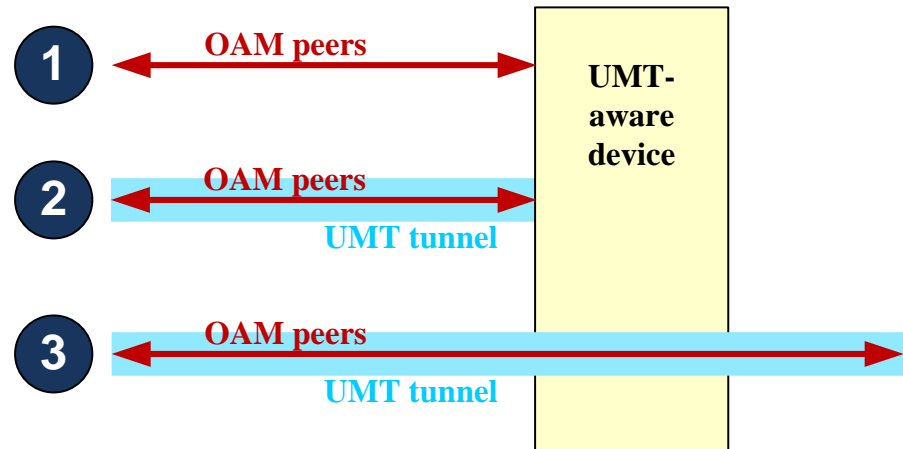 1
OAM peers
UMT-
aware
device
2
OAM peers
UMT tunnel
3
OAM peers
UMT tunnel